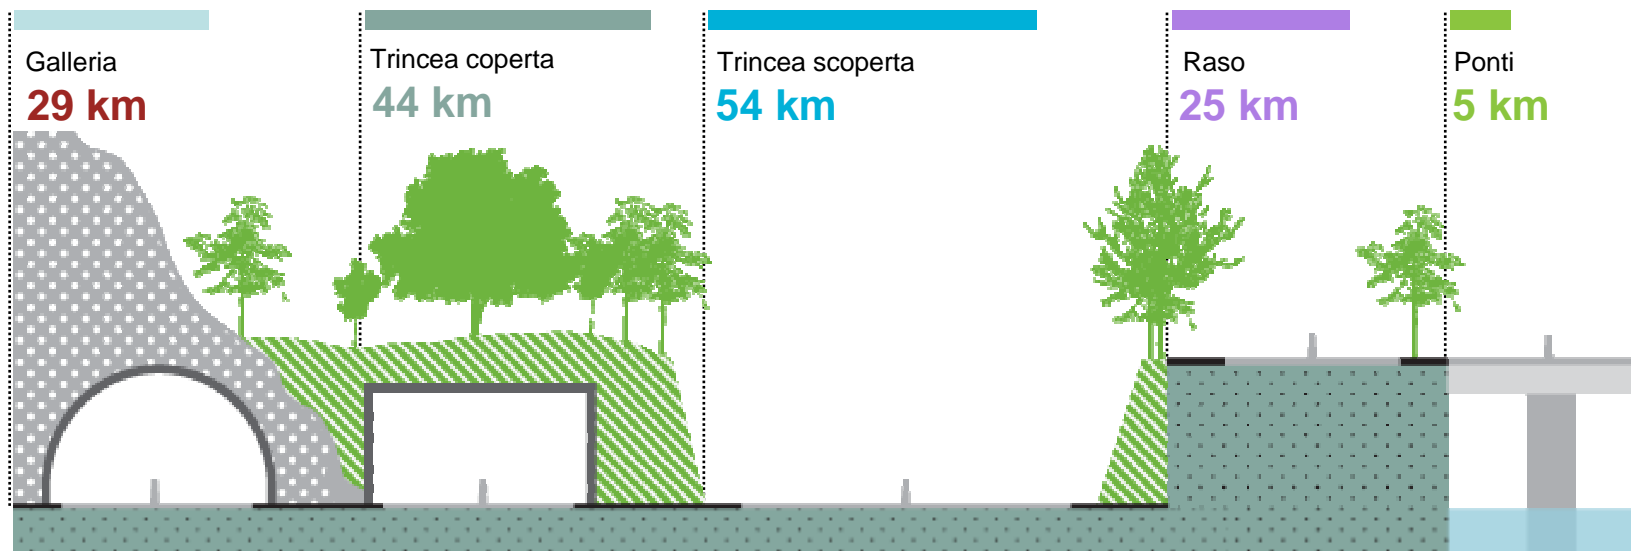 Galleria
29 km
Trincea coperta
44 km
Trincea scoperta
54 km
Raso
25 km
Ponti
5 km